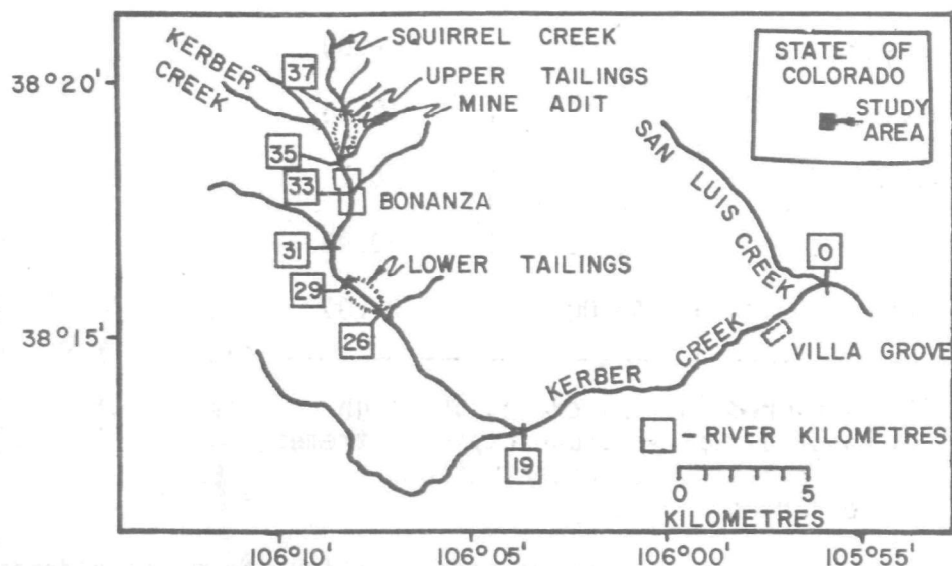 SQUIRREL CREEK
KERBER
CREEK
37
UPPER TAILINGS
MINE ADIT
STATE OF
COLORADO
STUDY
AREA
38°20'
35
33
BONANZA
SAN LUIS CREEK
31
0
LOWER TAILINGS
29
38°15'
26
KERBER CREEK
VILLA GROVE
19
- RIVER KILOMETRES
0 5
KILOMETRES
106°10' 106°05' 106°00' 105°55'